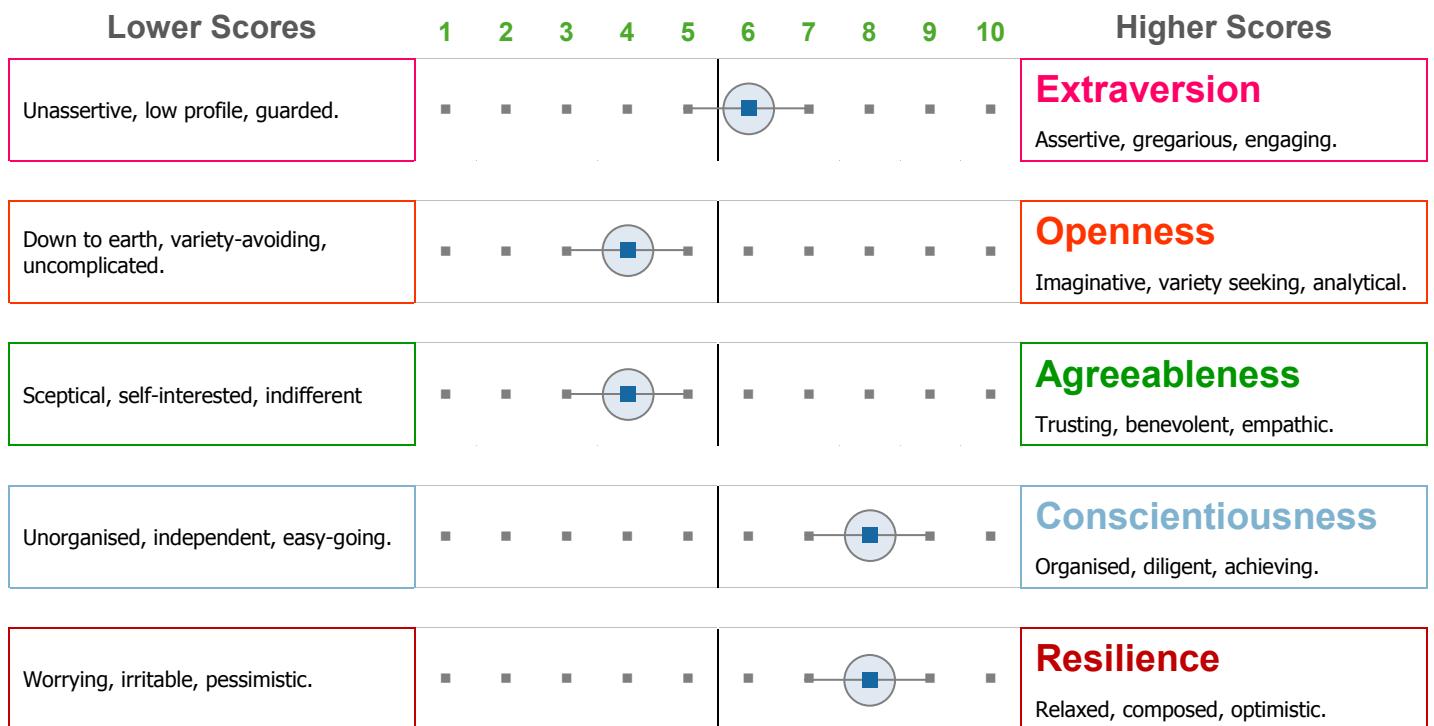 Lower Scores 1 2 3 4 5 6 7 8 9 10 Higher Scores
Unassertive, low profile, guarded.
Extraversion
Assertive, gregarious, engaging.
Down to earth, variety-avoiding,
uncomplicated.
Openness
Imaginative, variety seeking, analytical.
Sceptical, self-interested, indifferent
Agreeableness
Trusting, benevolent, empathic.
Unorganised, independent, easy-going.
Conscientiousness
Organised, diligent, achieving.
Worrying, irritable, pessimistic.
Resilience
Relaxed, composed, optimistic.